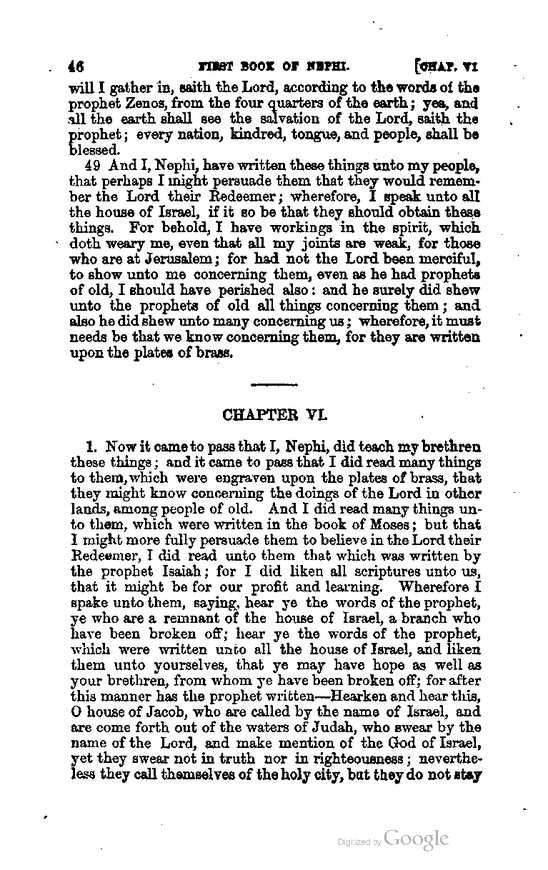 46 FIRST BOOK OF NEPHI. [CHAP. VI
will I gather in, saith the Lord, according to the words of the
prophet Zenos, from the four quarters of the earth; yea, and
all the earth shall see the salvation of the Lord, saith the
prophet; every nation, kindred, tongue, and people, shall be
blessed.
49 And I, Nephi, have written these things unto my people,
that perhaps I might persuade them that they would remem-
ber the Lord their Redeemer; wherefore, I speak unto all
the house of Israel, if it so be that they should obtain these
things. For behold, I have workings in the spirit, which
doth weary me, even that all my joints are weak, for those
who are at Jerusalem; for had not the Lord been merciful,
to show unto me concerning them, even as he had prophets
of old, I should have perished also: and he surely did shew
unto the prophets of old all things concerning them; and
also he did shew unto many concerning us; wherefore, it must
needs be that we know concerning them, for they are written
upon the plates of brass.
CHAPTER VI.
1. Now it came to pass that I, Nephi, did teach my brethren
these things; and it came to pass that I did read many things
to them, which were engraven upon the plates of brass, that
they might know concerning the doings of the Lord in other
lands, among people of old. And I did read many things un-
to them, which were written in the book of Moses; but that
I might more fully persuade them to believe in the Lord their
Redeemer, I did read unto them that which was written by
the prophet Isaiah; for I did liken all scriptures unto us,
that it might be for our profit and learning. Wherefore I
spake unto them, saying, hear ye the words of the prophet,
ye who are a remnant of the house of Israel, a branch who
have been broken off; hear ye the words of the prophet,
which were written unto all the house of Israel, and liken
them unto yourselves, that ye may have hope as well as
your brethren, from whom ye have been broken off; for after
this manner has the prophet written—Hearken and hear this,
O house of Jacob, who are called by the name of Israel, and
are come forth out of the waters of Judah, who swear by the
name of the Lord, and make mention of the God of Israel,
yet they swear not in truth nor in righteousness; neverthe-
less they call themselves of the holy city, but they do not stay
Digitized by Google